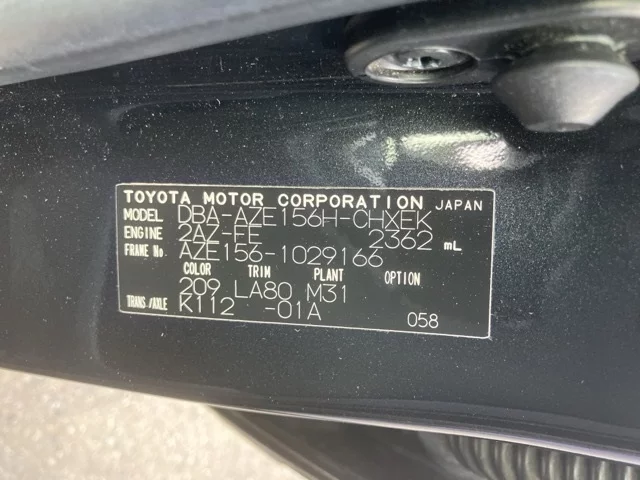 TOYOTA MOTOR CORPORATION JAPAN
MODEL DBA-AZE156H-CHXEK
ENGINE 2AZ-FE 2362 mL
FRAME No. AZE156-1029166
COLOR TRIM PLANT OPTION
209 LA80 M31
TRANS./AXLE K112 -01A
058